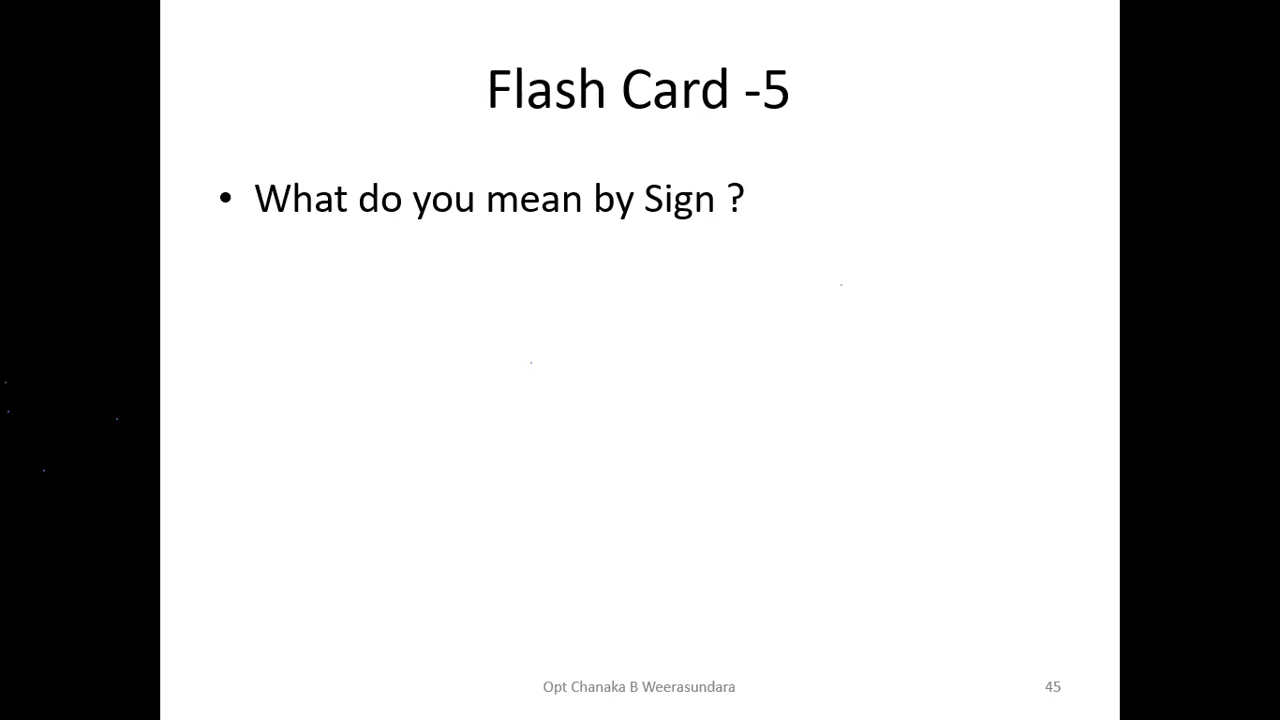 Flash Card -5
• What do you mean by Sign ?
Opt Chanaka B Weerasundara
45